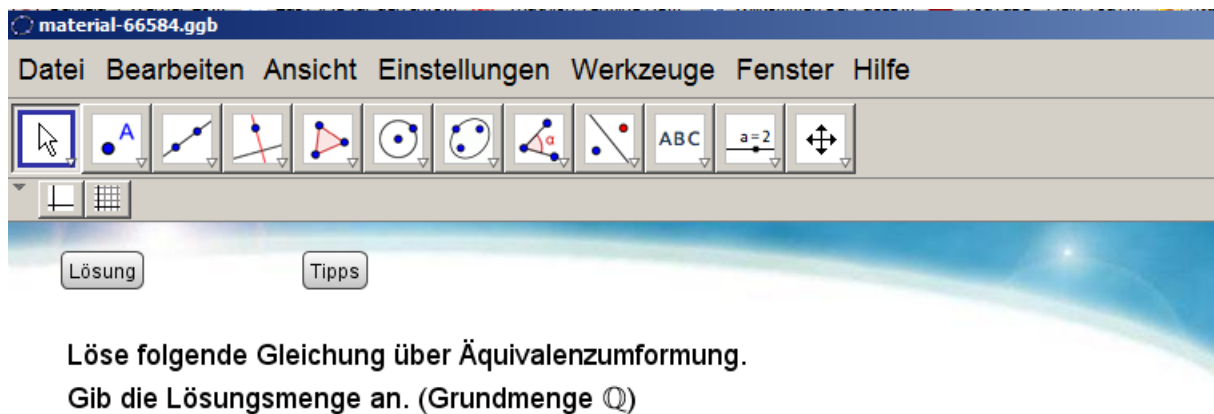 material-66584.ggb
Datei Bearbeiten Ansicht Einstellungen Werkzeuge Fenster Hilfe
A α ABC a=2
Lösung Tipps
Löse folgende Gleichung über Äquivalenzumformung.
Gib die Lösungsmenge an. (Grundmenge ℚ)